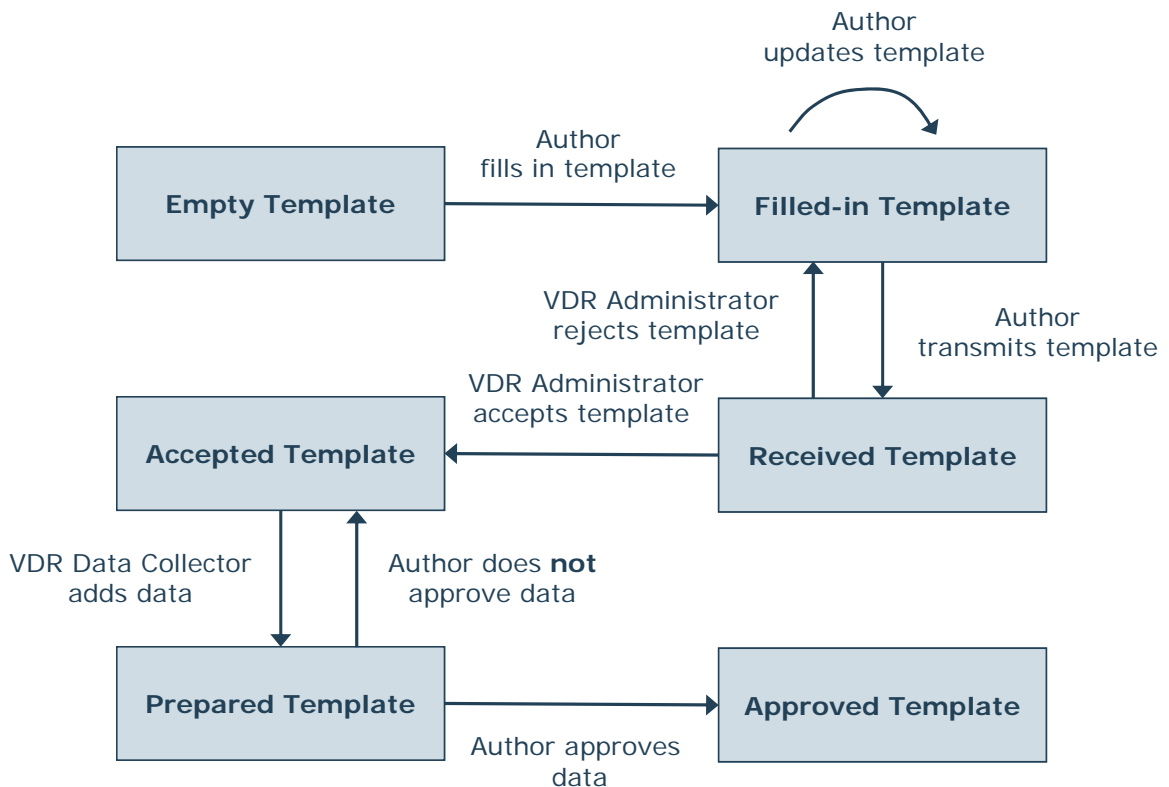 Author
updates template
Author
fills in template
Empty Template
Filled-in Template
VDR Administrator
rejects template
Author
transmits template
VDR Administrator
accepts template
Accepted Template
Received Template
VDR Data Collector
adds data
Author does not
approve data
Prepared Template
Approved Template
Author approves
data